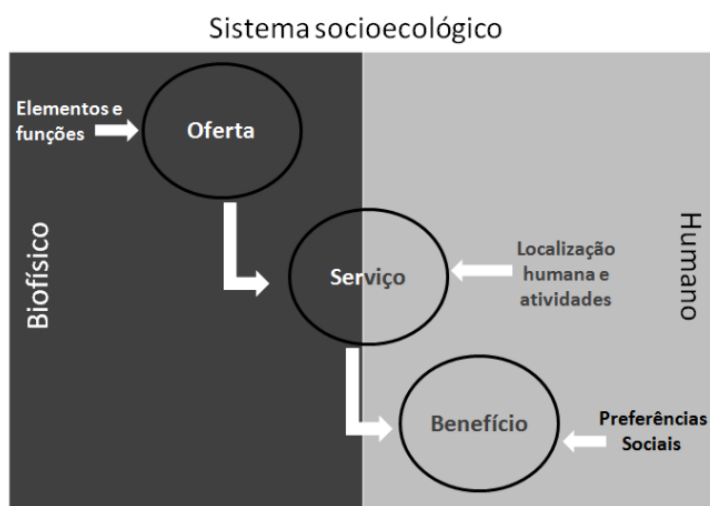 Sistema socioecológico
Elementos e
funções
Oferta
Biofísico
Serviço
Localização
humana e
atividades
Humano
Benefício
Preferências
Sociais